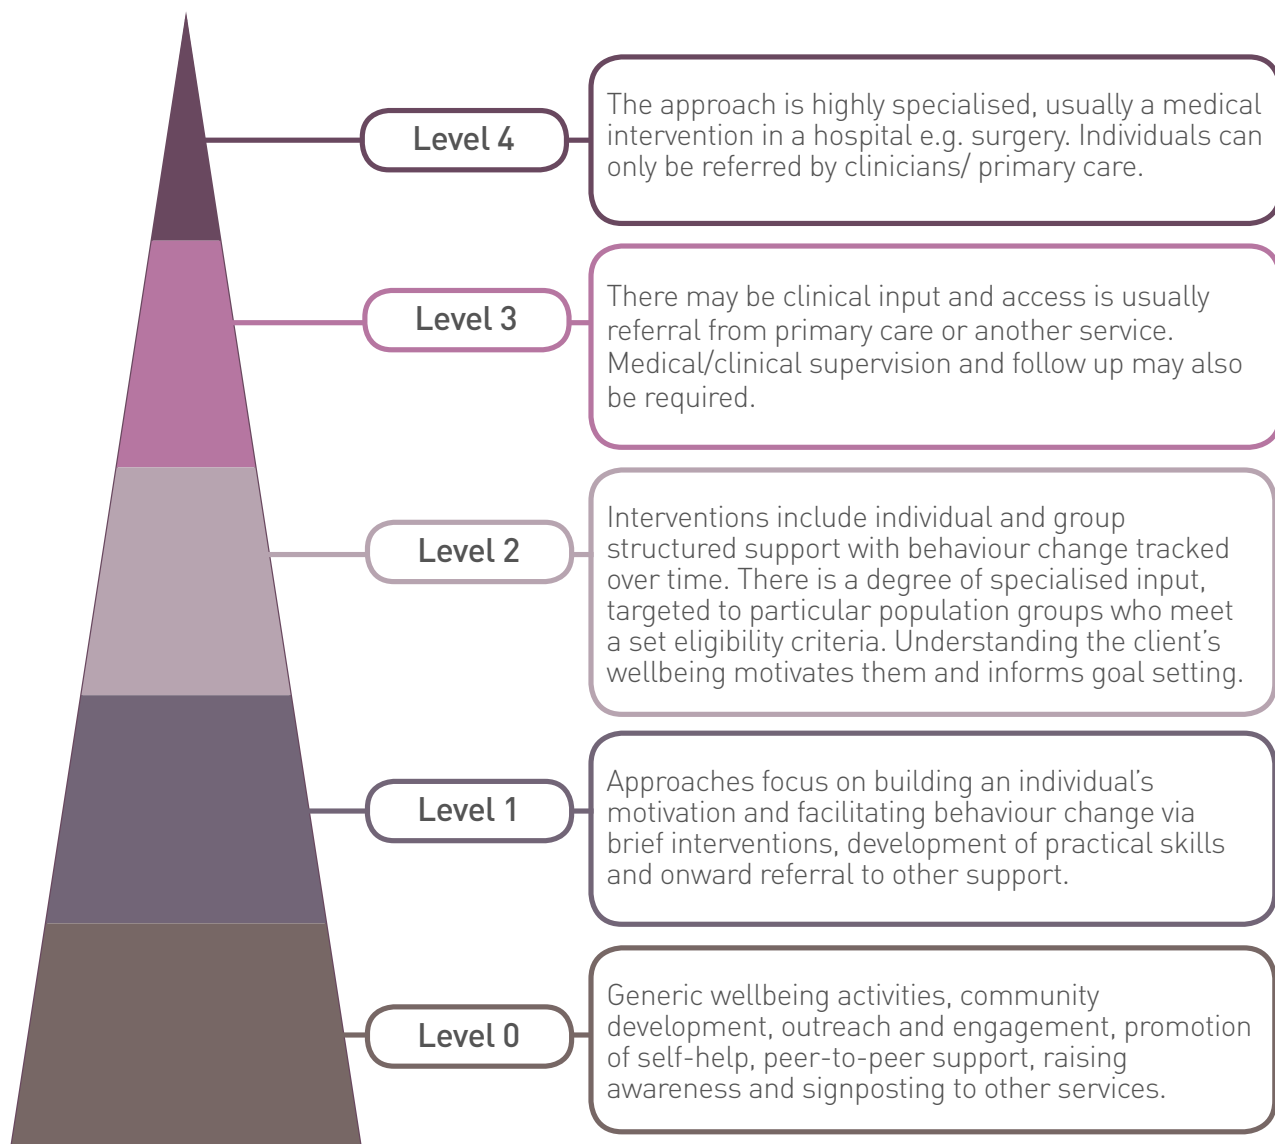 Level 4
The approach is highly specialised, usually a medical
intervention in a hospital e.g. surgery. Individuals can
only be referred by clinicians/ primary care.
Level 3
There may be clinical input and access is usually
referral from primary care or another service.
Medical/clinical supervision and follow up may also
be required.
Level 2
Interventions include individual and group
structured support with behaviour change tracked
over time. There is a degree of specialised input,
targeted to particular population groups who meet
a set eligibility criteria. Understanding the client’s
wellbeing motivates them and informs goal setting.
Level 1
Approaches focus on building an individual’s
motivation and facilitating behaviour change via
brief interventions, development of practical skills
and onward referral to other support.
Level 0
Generic wellbeing activities, community
development, outreach and engagement, promotion
of self-help, peer-to-peer support, raising
awareness and signposting to other services.